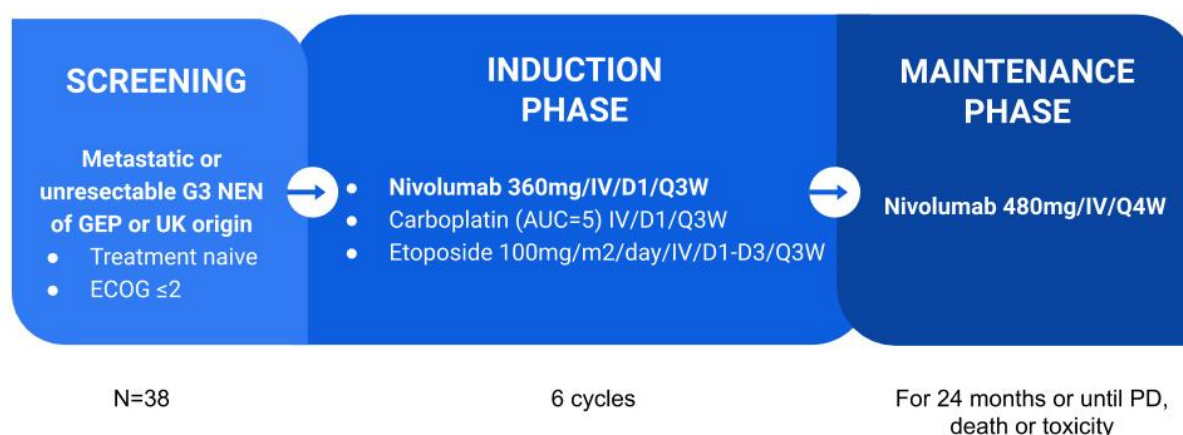 SCREENING
Metastatic or
unresectable G3 NEN
of GEP or UK origin
● Treatment naive
● ECOG ≤2
N=38
INDUCTION
PHASE
● Nivolumab 360mg/IV/D1/Q3W
● Carboplatin (AUC=5) IV/D1/Q3W
● Etoposide 100mg/m2/day/IV/D1-D3/Q3W
6 cycles
MAINTENANCE
PHASE
Nivolumab 480mg/IV/Q4W
For 24 months or until PD,
death or toxicity